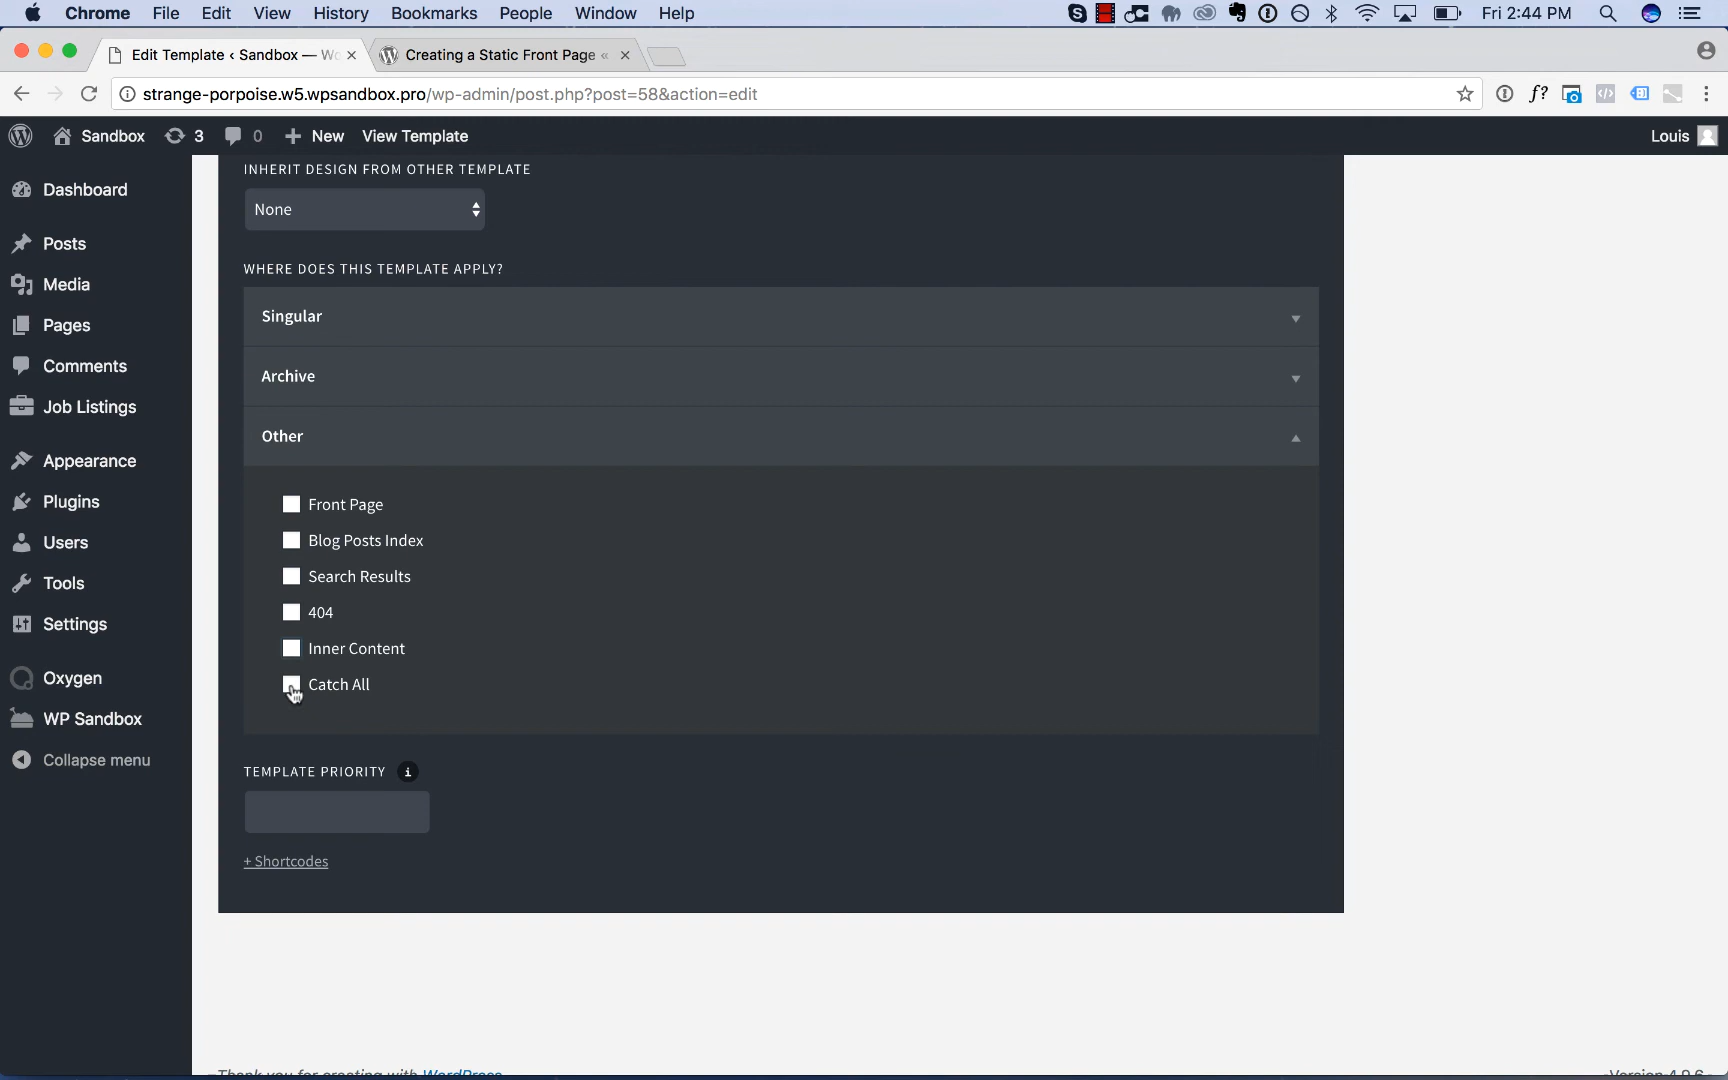 Chrome File Edit View History Bookmarks People Window Help Fri 2:44 PM
Edit Template ‹ Sandbox — Wo Creating a Static Front Page «
strange-porpoise.w5.wpsandbox.pro/wp-admin/post.php?post=58&action=edit
Sandbox 3 0 New View Template Louis
Dashboard
Posts
Media
Pages
Comments
Job Listings
Appearance
Plugins
Users
Tools
Settings
Oxygen
WP Sandbox
Collapse menu
INHERIT DESIGN FROM OTHER TEMPLATE
None
WHERE DOES THIS TEMPLATE APPLY?
Singular
Archive
Other
Front Page
Blog Posts Index
Search Results
404
Inner Content
Catch All
TEMPLATE PRIORITY
+ Shortcodes
Thank you for creating with WordPress Version 4.9.6